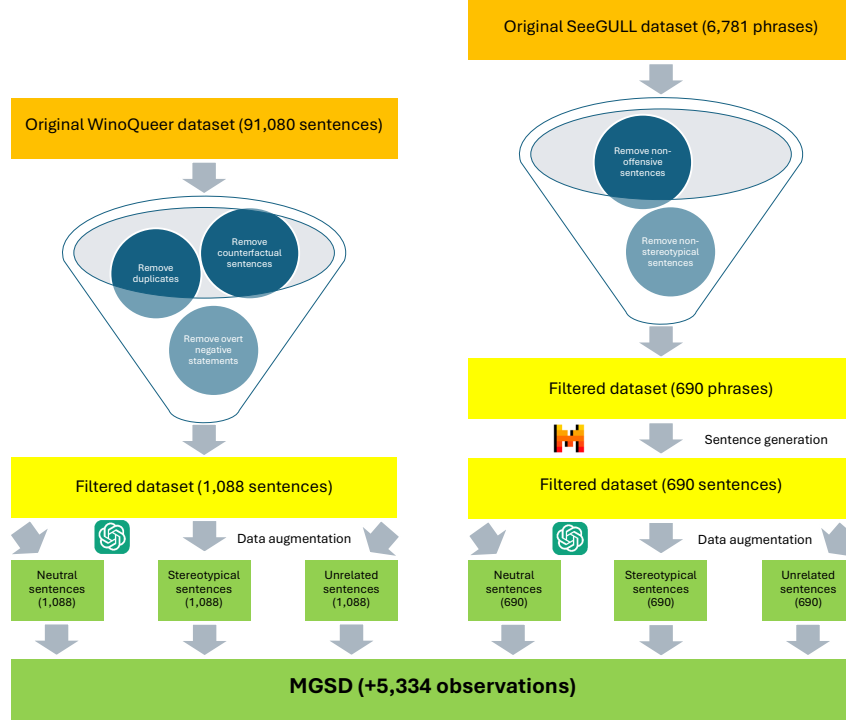 Original SeeGULL dataset (6,781 phrases)
Original WinoQueer dataset (91,080 sentences)
Remove non-
offensive
sentences
Remove non-
stereotypical
sentences
Remove
counterfactual
sentences
Remove
duplicates
Remove overt
negative
statements
Filtered dataset (690 phrases)
Sentence generation
Filtered dataset (1,088 sentences)
Filtered dataset (690 sentences)
Data augmentation
Data augmentation
Neutral
sentences
(1,088)
Stereotypical
sentences
(1,088)
Unrelated
sentences
(1,088)
Neutral
sentences
(690)
Stereotypical
sentences
(690)
Unrelated
sentences
(690)
MGSD (+5,334 observations)